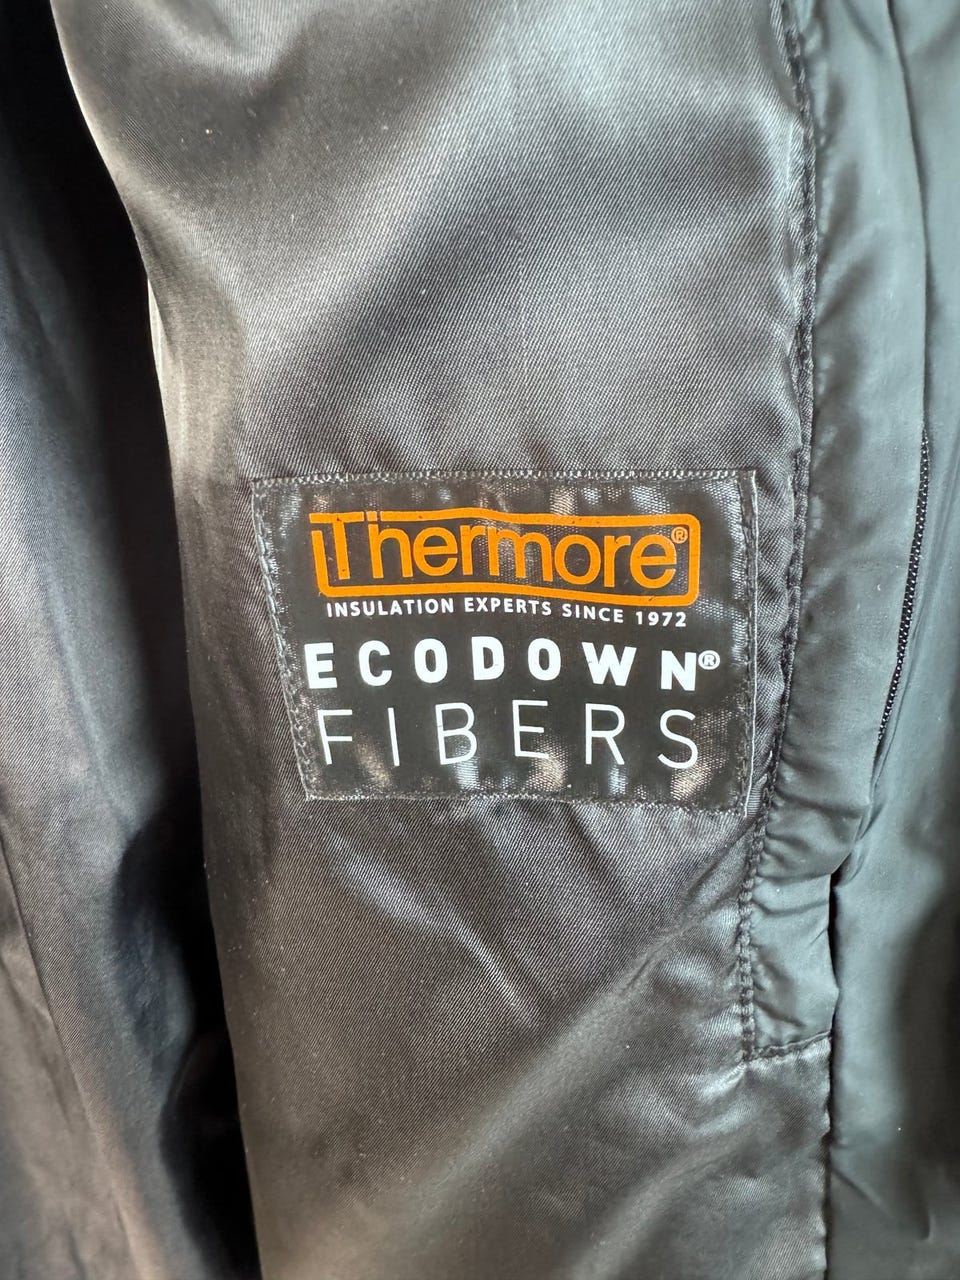 Thermore®
INSULATION EXPERTS SINCE 1972
ECODOWN®
FIBERS